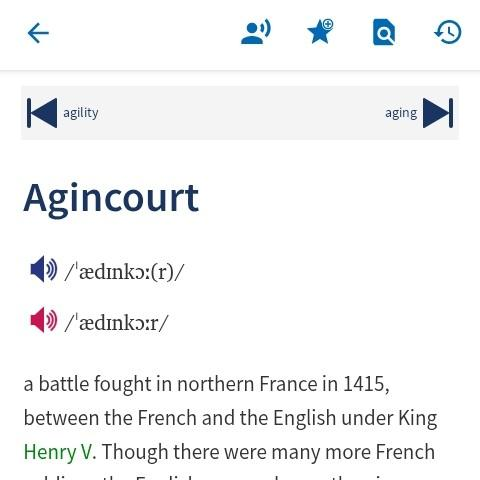 agility
aging
Agincourt
/ˈædɪnkɔː(r)/
/ˈædɪnkɔːr/
a battle fought in northern France in 1415,
between the French and the English under King
Henry V. Though there were many more French